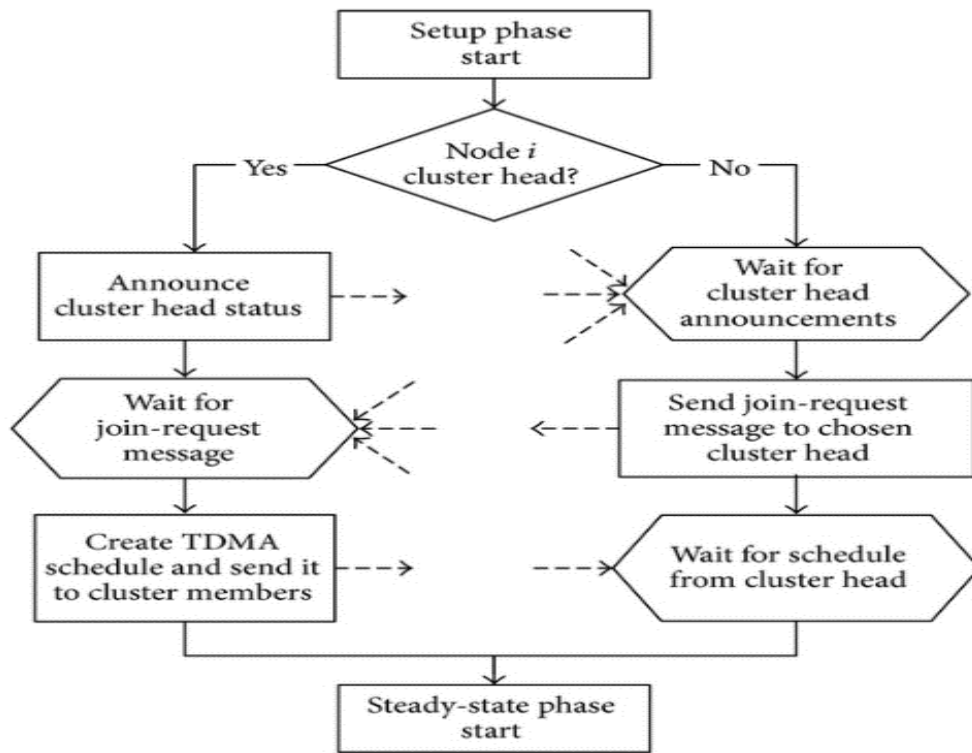 Setup phase
start
Node i
cluster head?
Yes
No
Announce
cluster head status
Wait for
cluster head
announcements
Wait for
join-request
message
Send join-request
message to chosen
cluster head
Create TDMA
schedule and send it
to cluster members
Wait for schedule
from cluster head
Steady-state phase
start